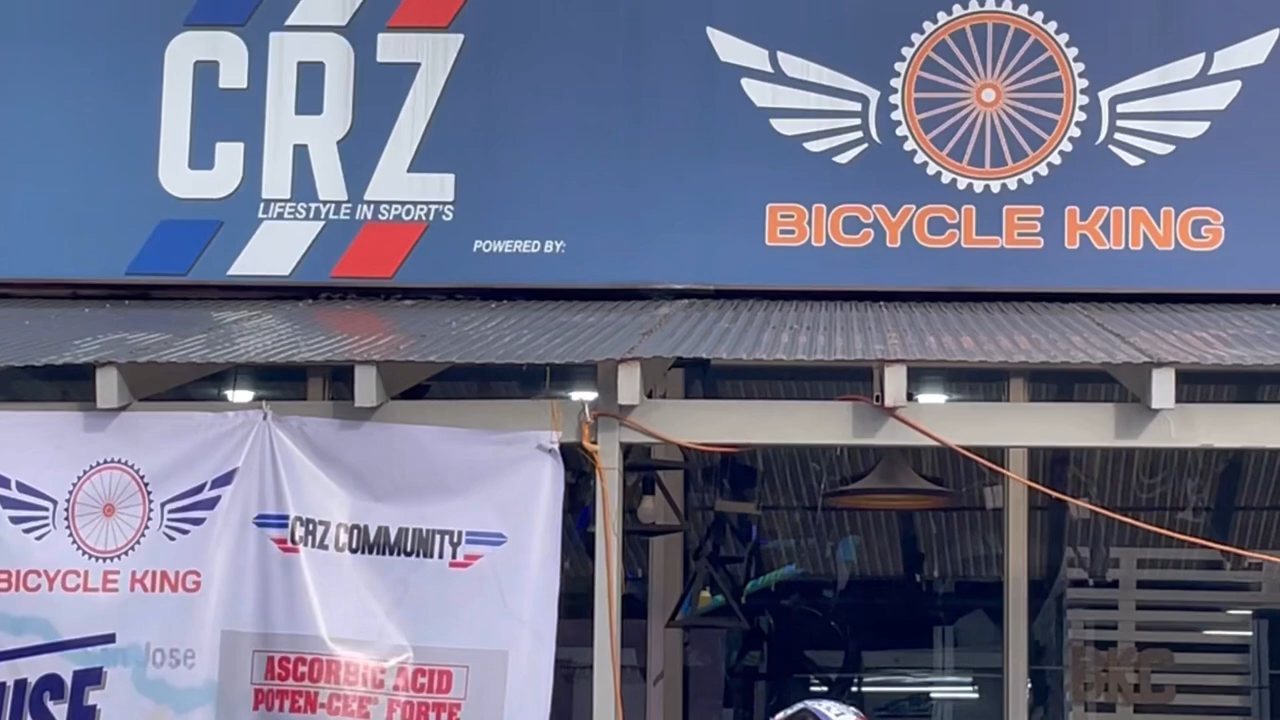 CRZ
LIFESTYLE IN SPORT'S
POWERED BY:
BICYCLE KING
BICYCLE KING
CRZ COMMUNITY
Jose
ASCORBIC ACID
POTEN-CEE® FORTE
BKC